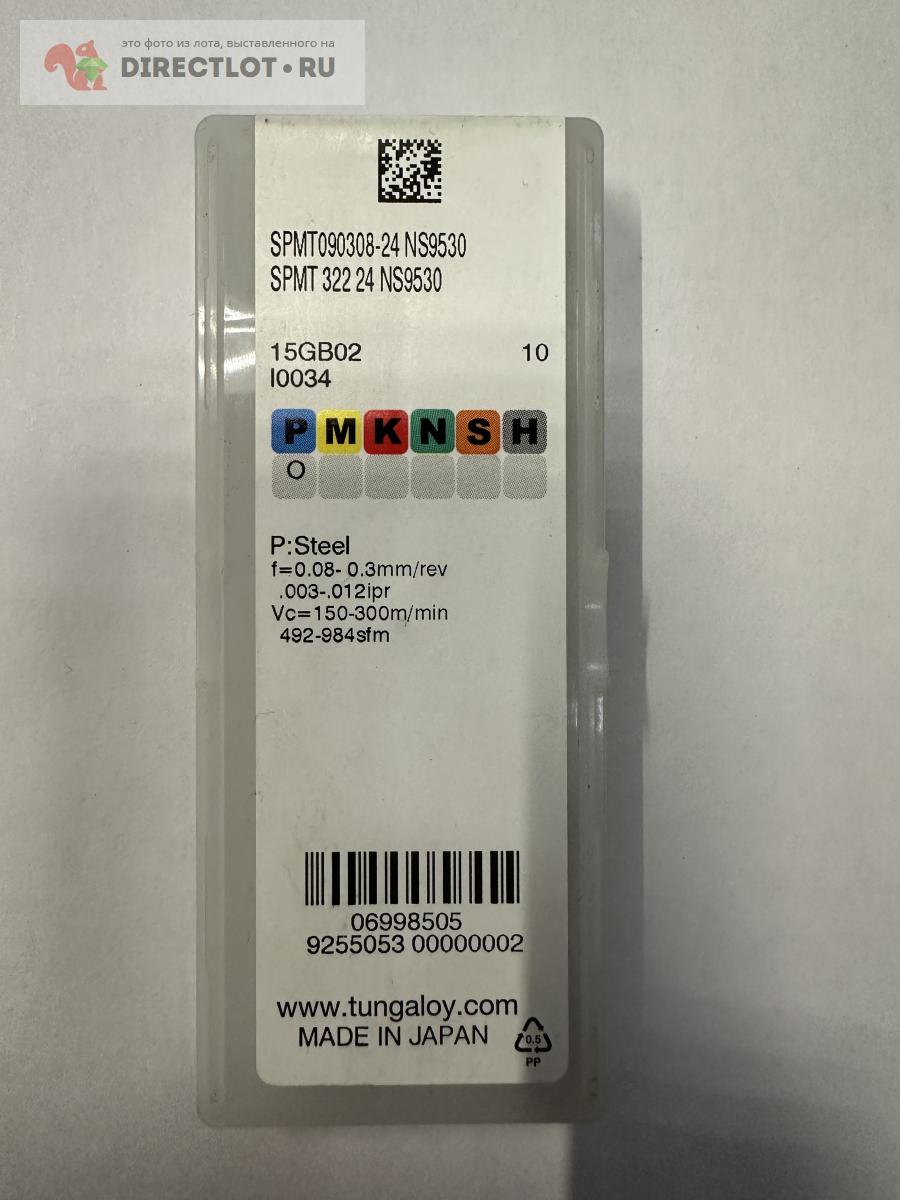 это фото из лота, выставленного на
DIRECTLOT•RU
SPMT090308-24 NS9530
SPMT 322 24 NS9530
15GB02 10
I0034
P M K N S H
O
P:Steel
f=0.08- 0.3mm/rev
.003-.012ipr
Vc=150-300m/min
492-984sfm
06998505
9255053 00000002
www.tungaloy.com
MADE IN JAPAN
0.5
PP